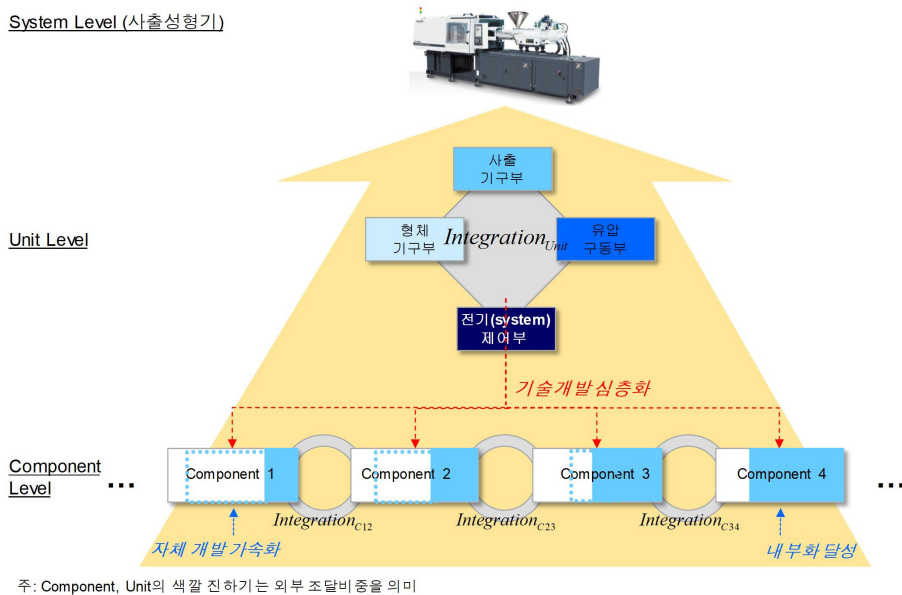 System Level (사출성형기)
사출
기구부
Unit Level
형체
기구부
Integration Unit
유압
구동부
전기(system)
제어부
기술개발심층화
Component
Level
...
Component 1
Component 2
Component 3
Component 4
...
Integration C12
Integration C23
Integration C34
자체 개발 가속화
내부화 달성
주: Component, Unit의 색깔 진하기는 외부 조달비중을 의미